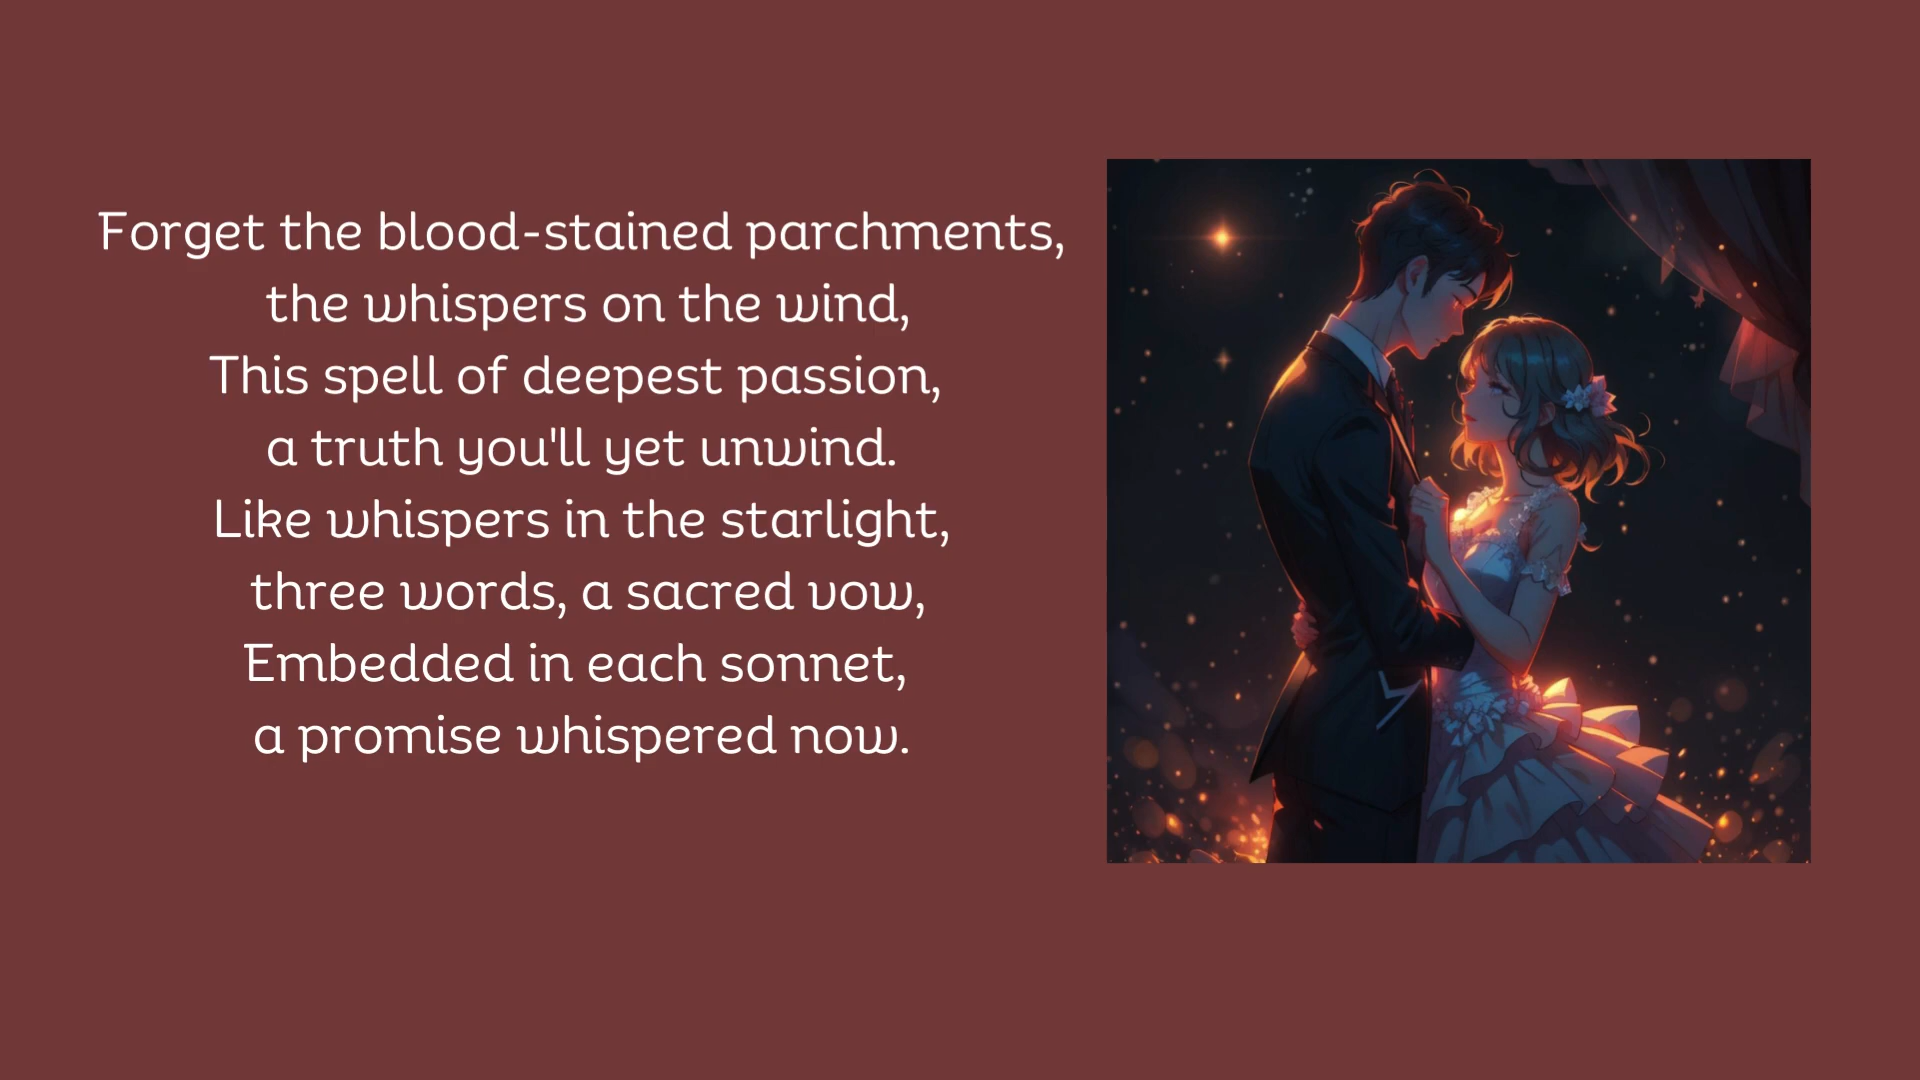 Forget the blood-stained parchments,
the whispers on the wind,
This spell of deepest passion,
a truth you'll yet unwind.
Like whispers in the starlight,
three words, a sacred vow,
Embedded in each sonnet,
a promise whispered now.